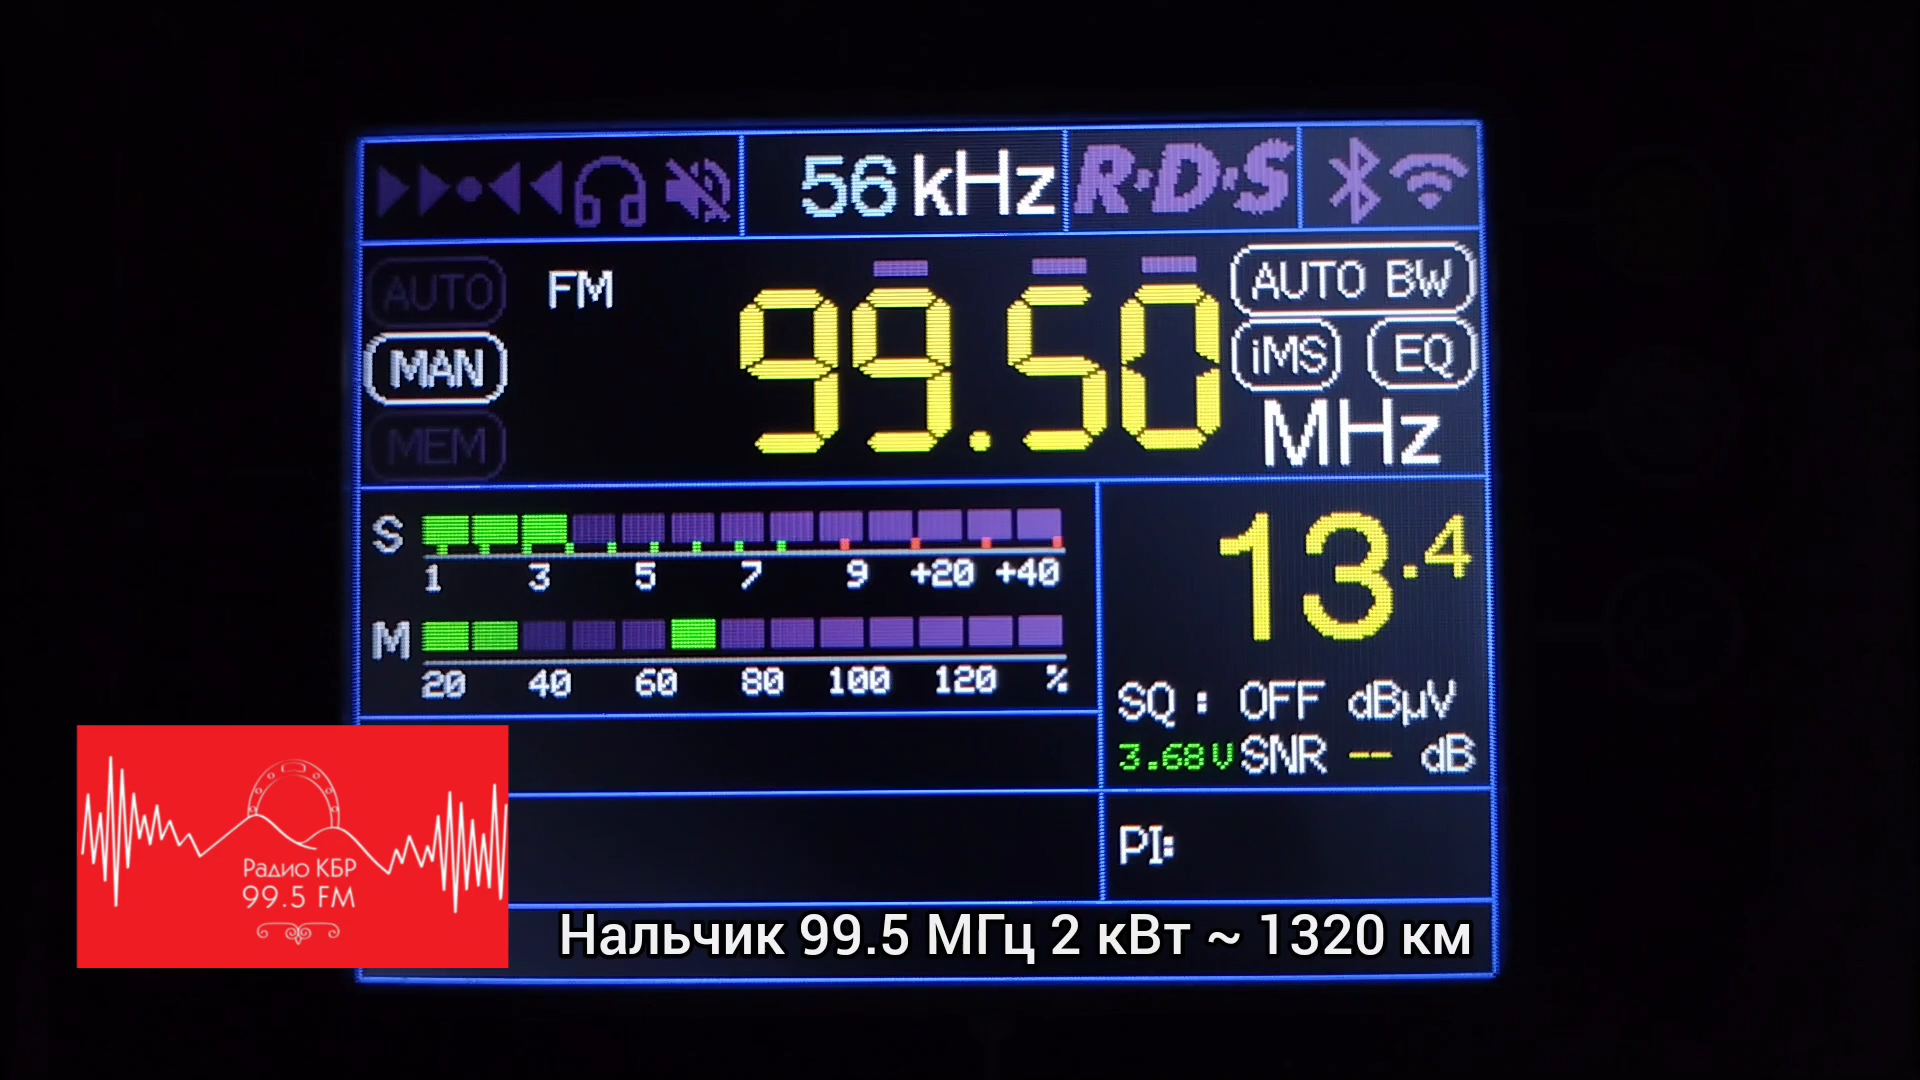 56 kHz R·D·S
AUTO FM 99.50 AUTO BW
MAN iMS EQ
MEM MHz
S
1 3 5 7 9 +20 +40
13.4
M
20 40 60 80 100 120 %
SQ : OFF dBµV
3.68V SNR -- dB
PI:
Радио КБР
99.5 FM
Нальчик 99.5 МГц 2 кВт ~ 1320 км